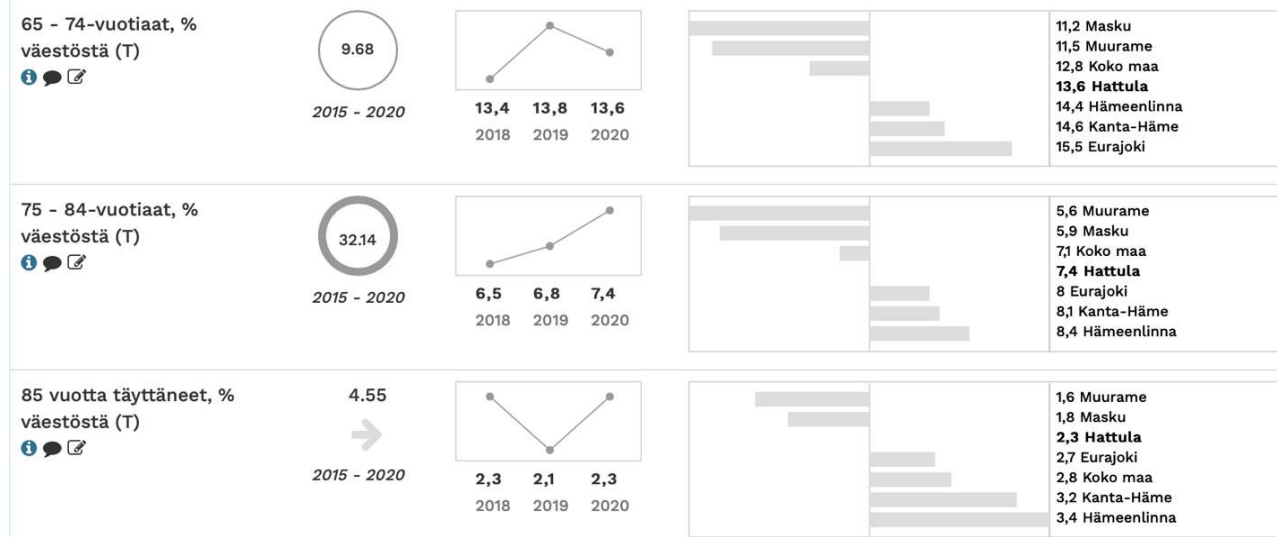 65 - 74-vuotiaat, %
väestöstä (T)
9.68
2015 - 2020
13,4 13,8 13,6
2018 2019 2020
11,2 Masku
11,5 Muurame
12,8 Koko maa
13,6 Hattula
14,4 Hämeenlinna
14,6 Kanta-Häme
15,5 Eurajoki
75 - 84-vuotiaat, %
väestöstä (T)
32.14
2015 - 2020
6,5 6,8 7,4
2018 2019 2020
5,6 Muurame
5,9 Masku
7,1 Koko maa
7,4 Hattula
8 Eurajoki
8,1 Kanta-Häme
8,4 Hämeenlinna
85 vuotta täyttäneet, %
väestöstä (T)
4.55
2015 - 2020
2,3 2,1 2,3
2018 2019 2020
1,6 Muurame
1,8 Masku
2,3 Hattula
2,7 Eurajoki
2,8 Koko maa
3,2 Kanta-Häme
3,4 Hämeenlinna